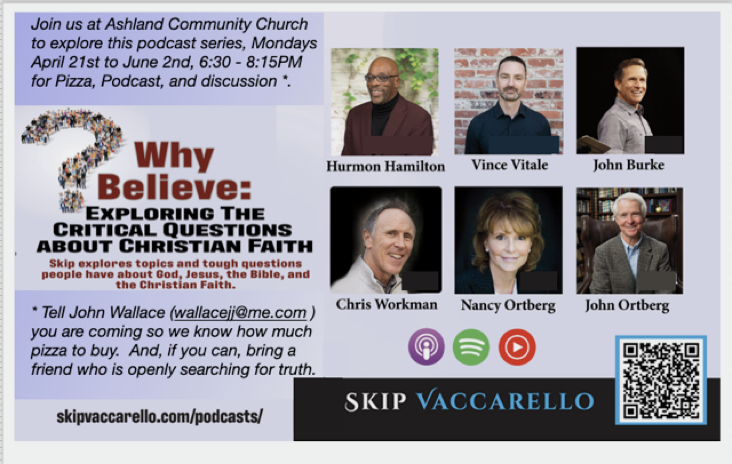 Join us at Ashland Community Church
to explore this podcast series, Mondays
April 21st to June 2nd, 6:30 - 8:15PM
for Pizza, Podcast, and discussion *.
Why
Believe:
EXPLORING THE
CRITICAL QUESTIONS
ABOUT CHRISTIAN FAITH
Skip explores topics and tough questions
people have about God, Jesus, the Bible, and
the Christian Faith.
* Tell John Wallace (wallacejj@me.com )
you are coming so we know how much
pizza to buy.  And, if you can, bring a
friend who is openly searching for truth.
skipvaccarello.com/podcasts/
Hurmon Hamilton
Vince Vitale
John Burke
Chris Workman
Nancy Ortberg
John Ortberg
SKIP VACCARELLO